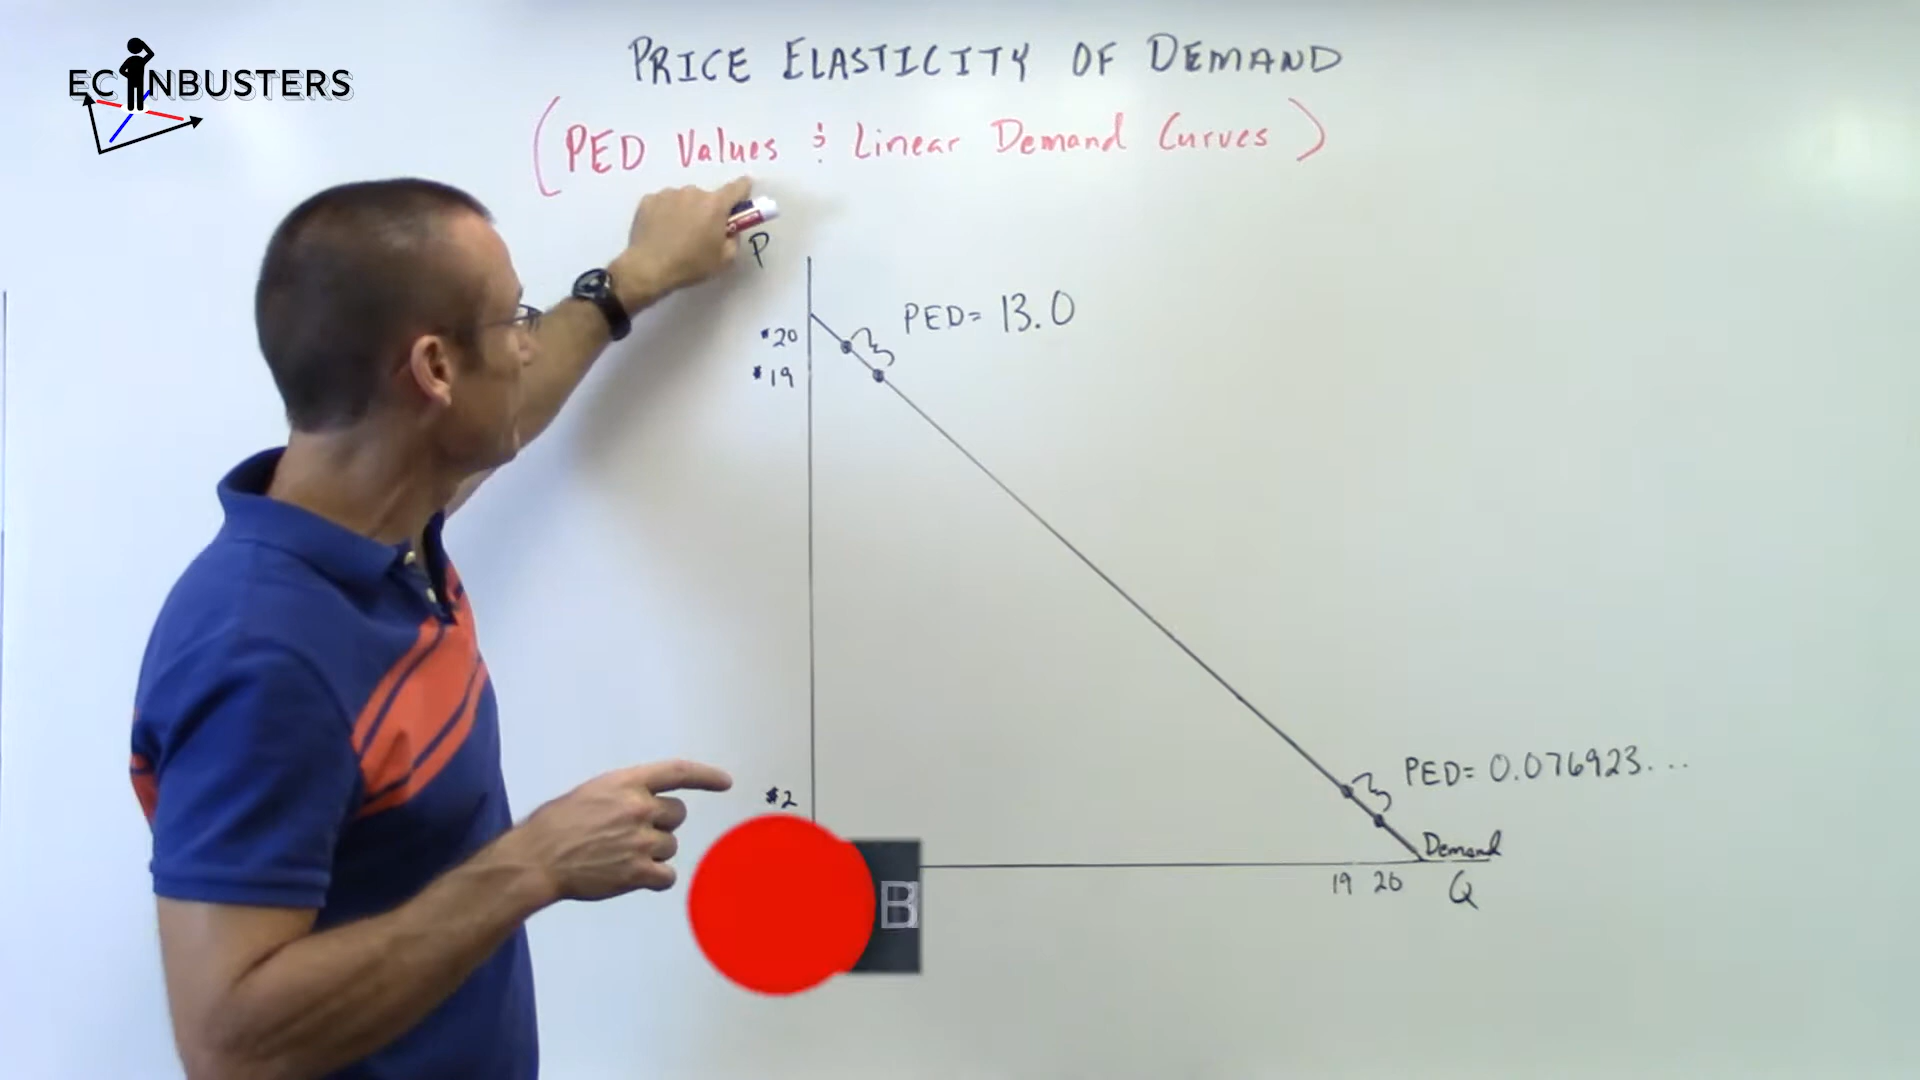 ECONBUSTERS
PRICE ELASTICITY OF DEMAND
(PED Values & Linear Demand Curves)
P
$20
$19
PED= 13.0
$2
PED= 0.076923...
Demand
19 20 Q
B